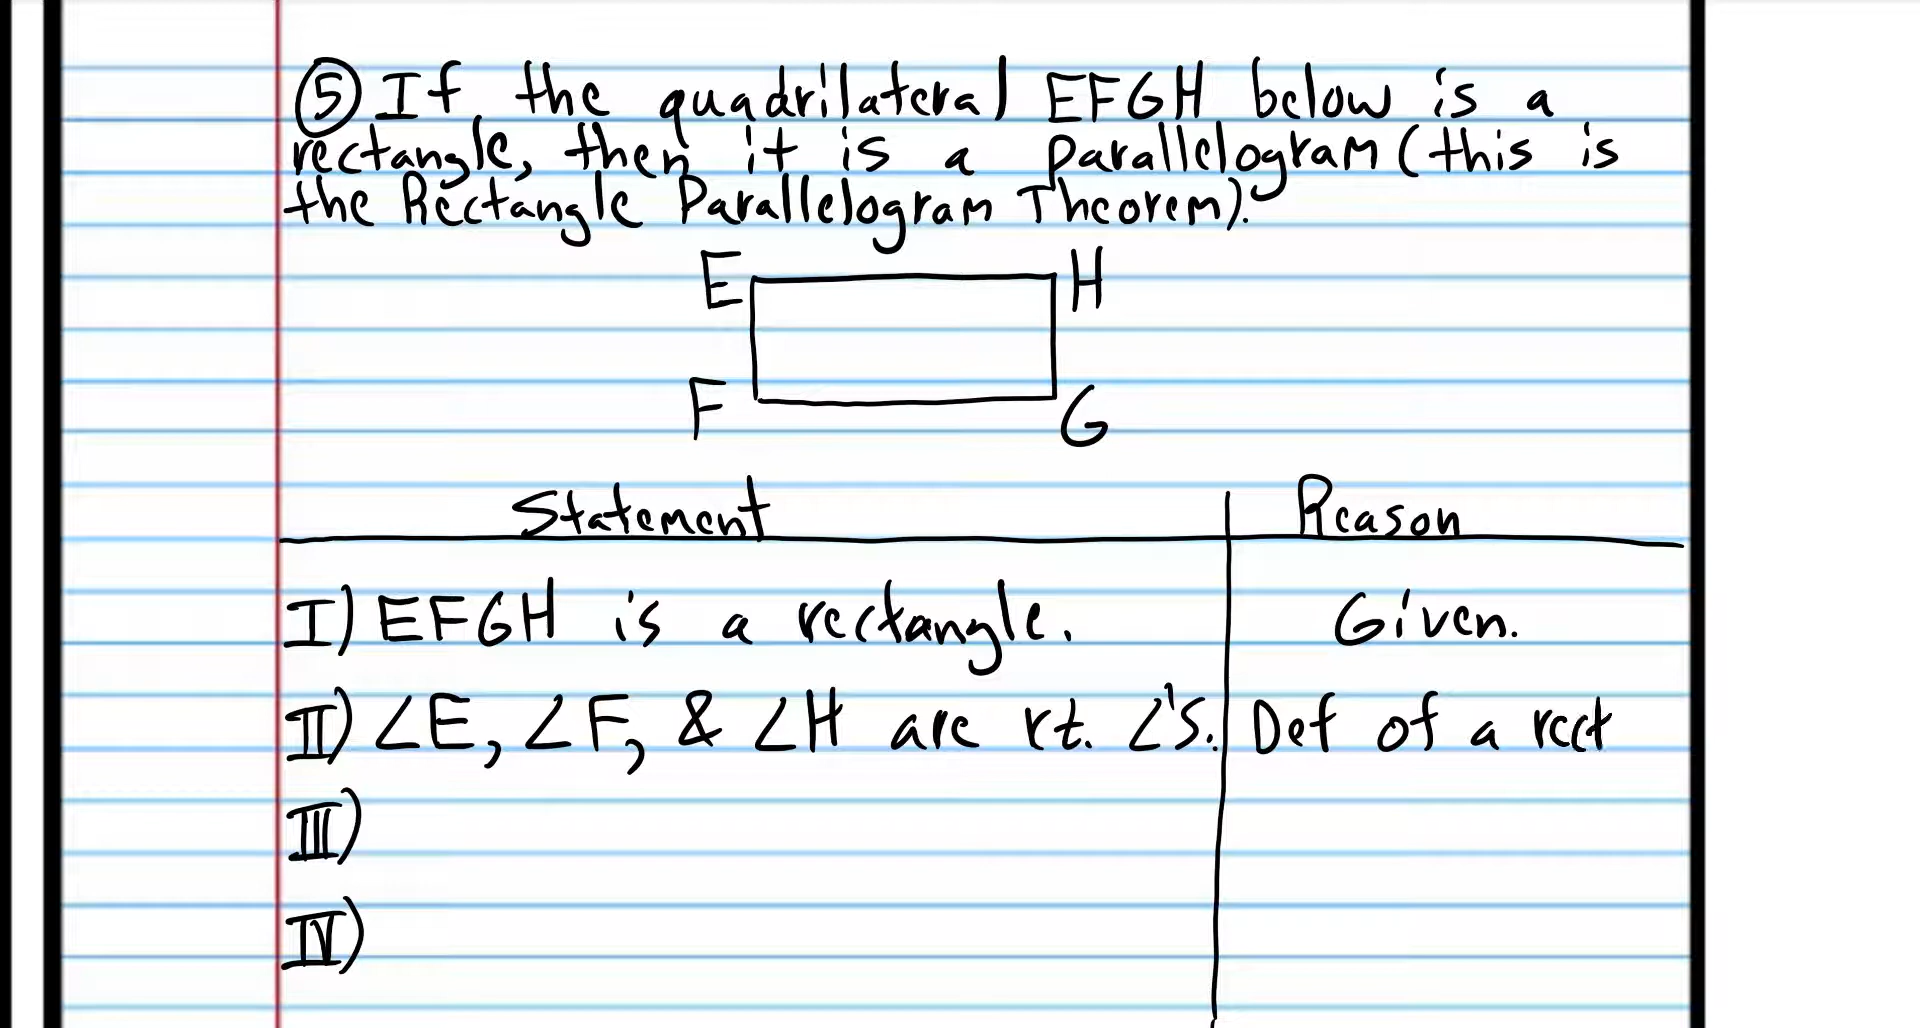 ⑤ If the quadrilateral EFGH below is a
rectangle, then it is a parallelogram (this is
the Rectangle Parallelogram Theorem).
E H
F G
Statement Reason
I) EFGH is a rectangle. Given.
II) ∠E, ∠F, & ∠H are rt. ∠'s. Def of a rect
III)
IV)